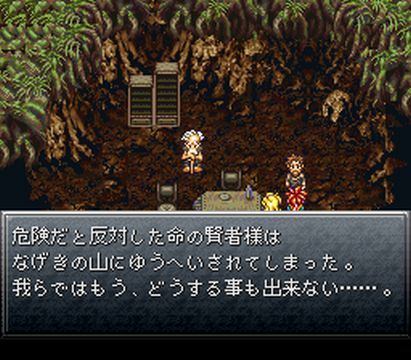 危険だと反対した命の賢者様は
なげきの山にゆうへいされてしまった。
我らではもう、どうする事も出来ない……。